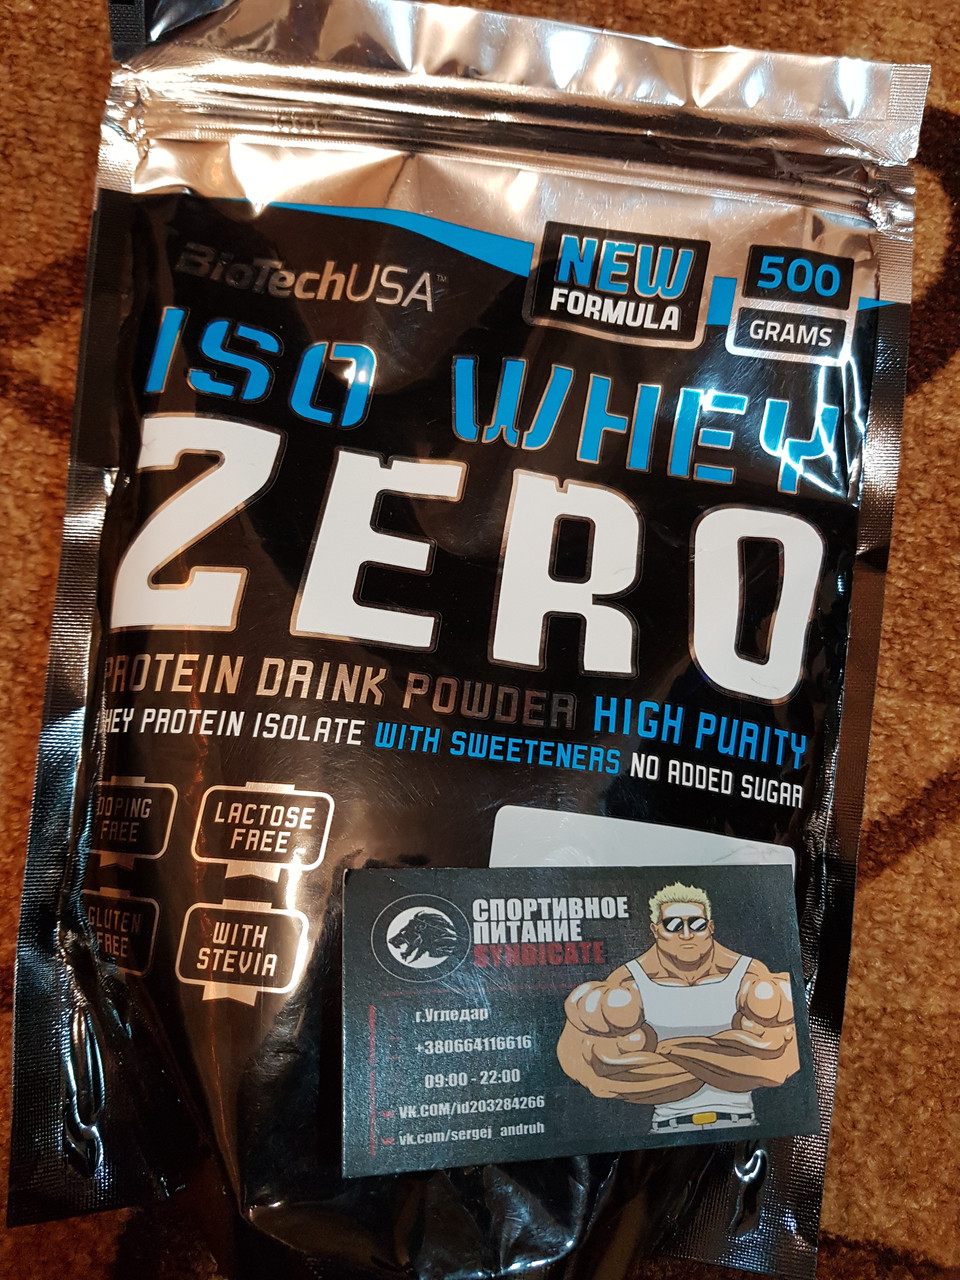 BioTechUSA™
NEW
FORMULA
500
GRAMS
ISO WHEY
ZERO
PROTEIN DRINK POWDER HIGH PURITY
WHEY PROTEIN ISOLATE WITH SWEETENERS NO ADDED SUGAR
DOPING
FREE
LACTOSE
FREE
GLUTEN
FREE
WITH
STEVIA
СПОРТИВНОЕ
ПИТАНИЕ
SYNDICATE
г.Угледар
+380664116616
09:00 - 22:00
VK.COM/id203284266
vk.com/sergej_andruh